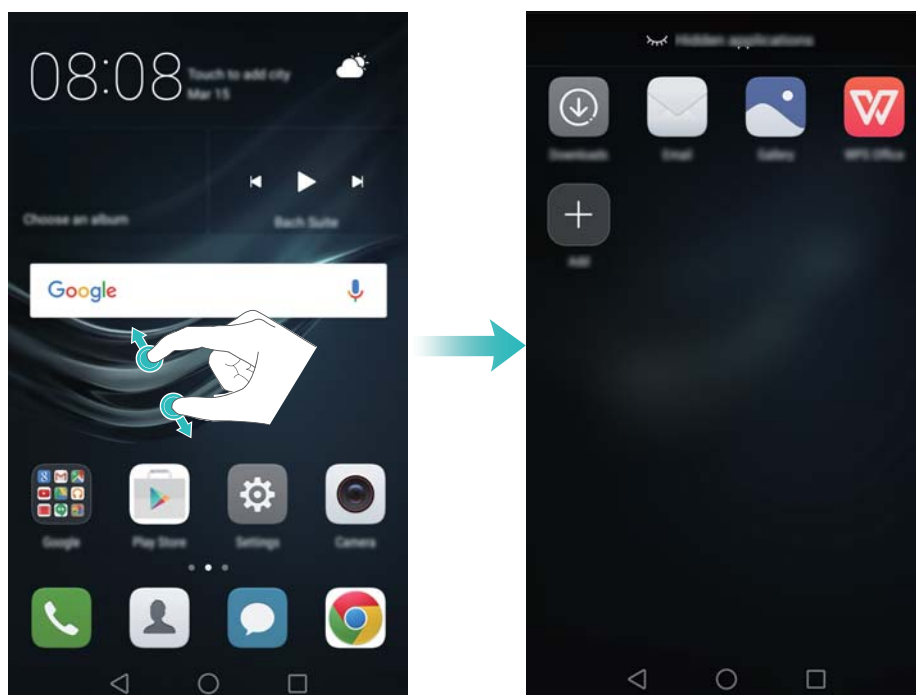 08:08
Touch to add city
Mar 15
Choose an album
Bach Suite
Google
Google
Play Store
Settings
Camera
Hidden applications
Downloads
Email
Gallery
WPS Office
Add